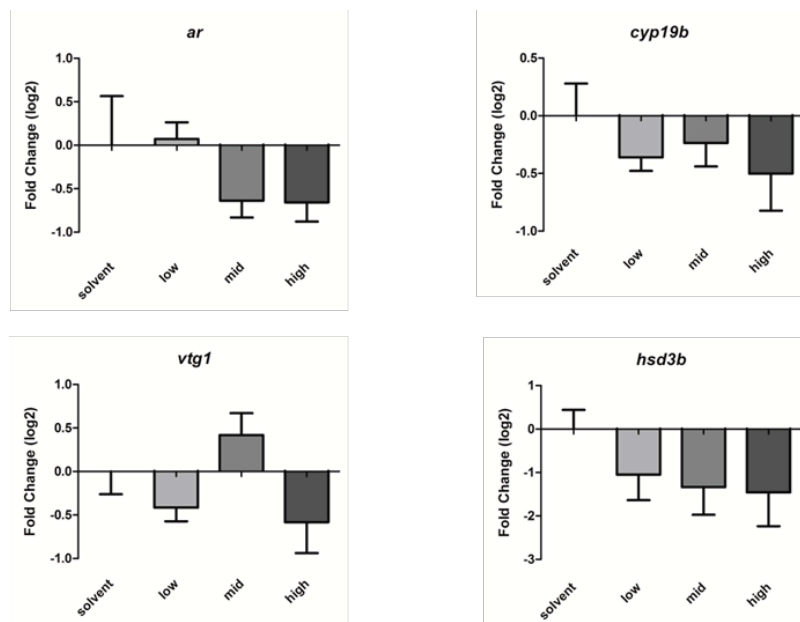 ar
Fold Change (log2)
1.0
0.5
0.0
-0.5
-1.0
solvent
low
mid
high
cyp19b
Fold Change (log2)
0.5
0.0
-0.5
-1.0
solvent
low
mid
high
vtg1
Fold Change (log2)
1.0
0.5
0.0
-0.5
-1.0
solvent
low
mid
high
hsd3b
Fold Change (log2)
1
0
-1
-2
-3
solvent
low
mid
high